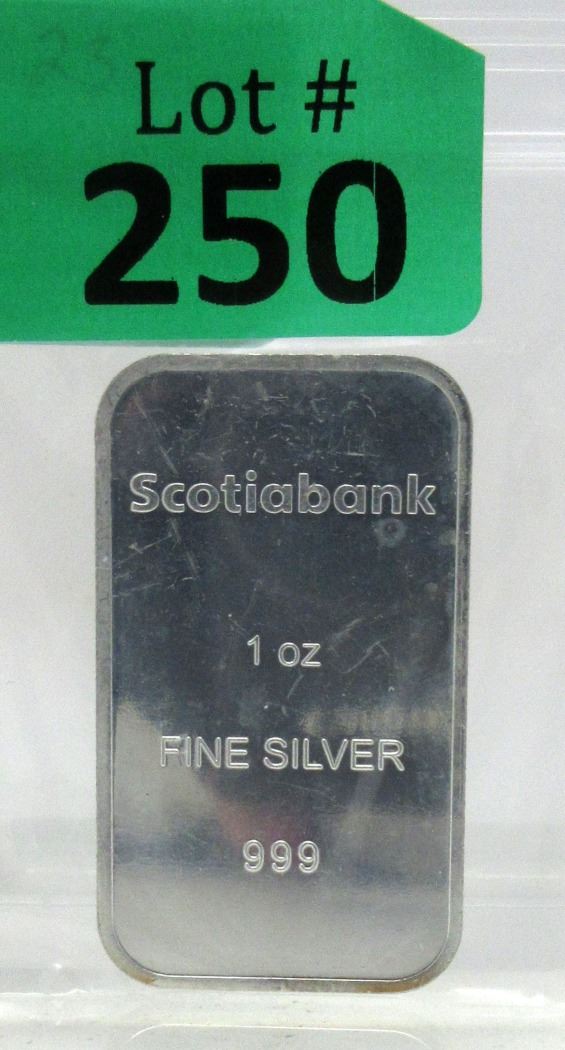 Lot #
250
Scotiabank
1 oz
FINE SILVER
999